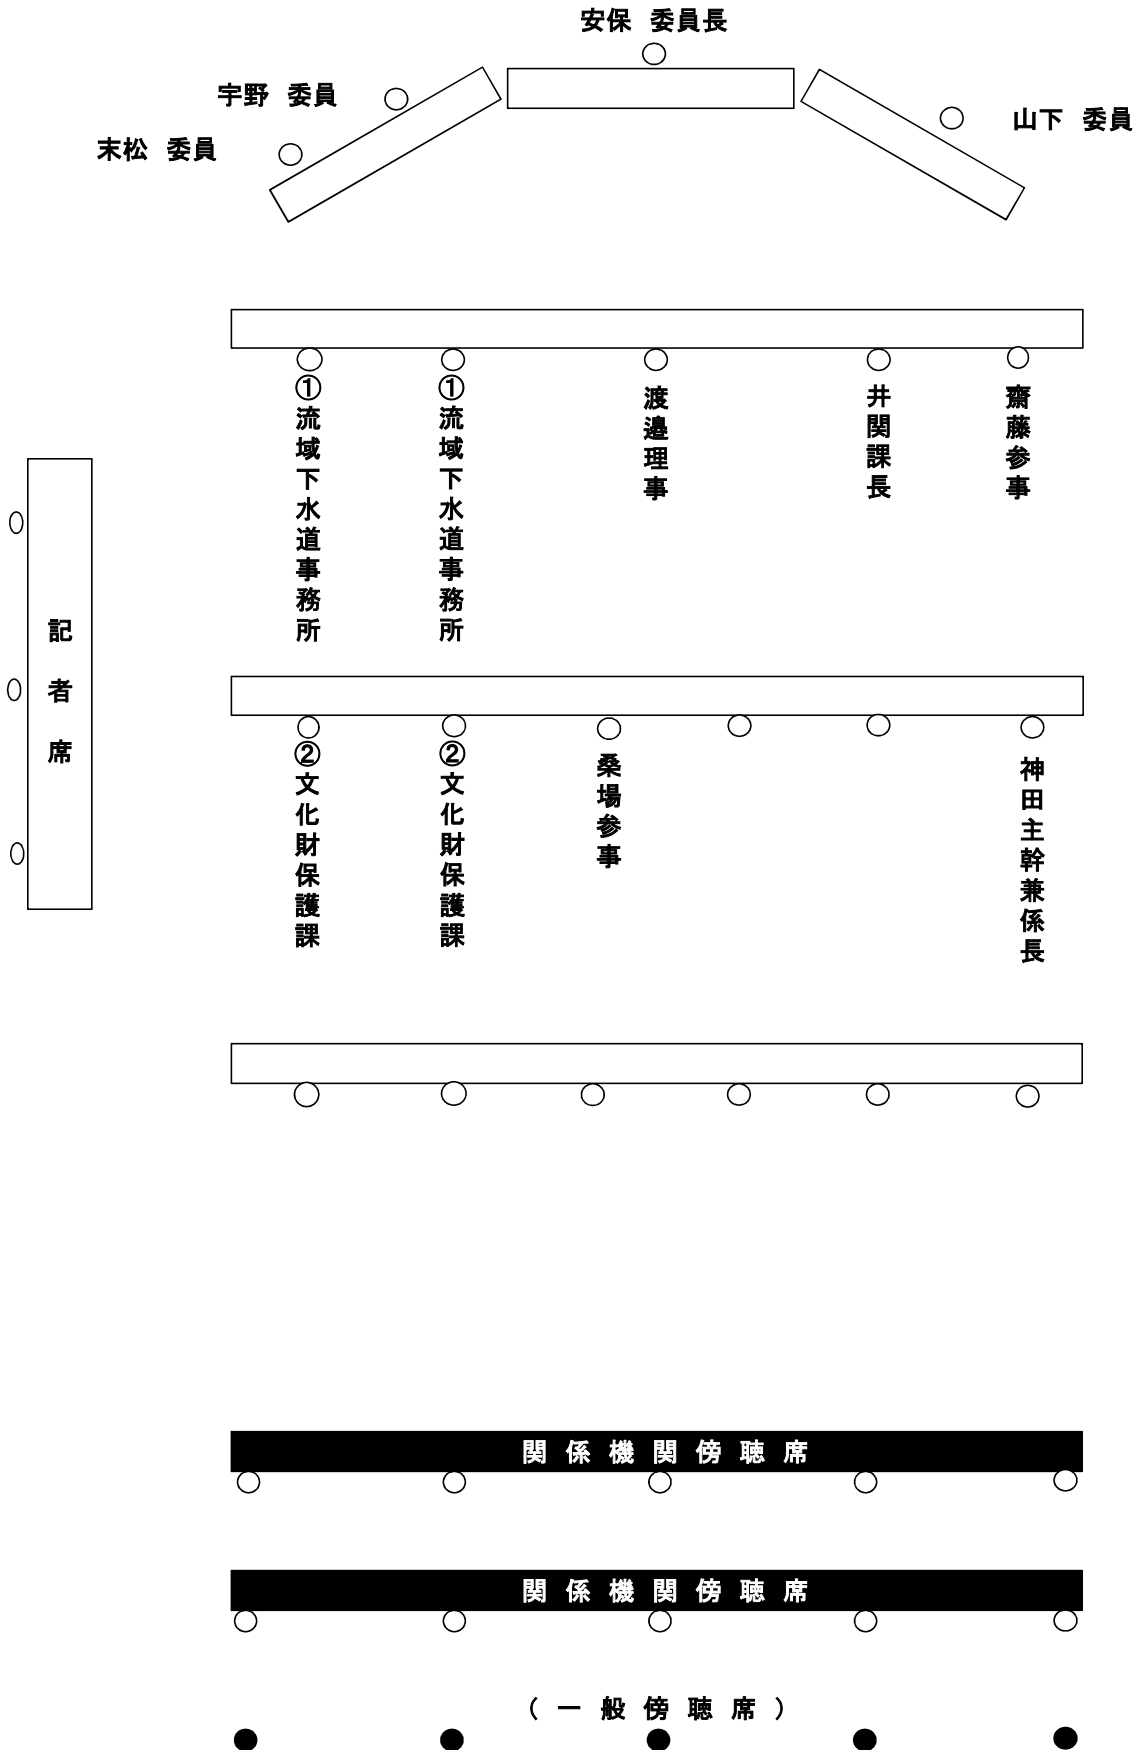 安保 委員長
宇野 委員
山下 委員
末松 委員
①流域下水道事務所
①流域下水道事務所
渡邉理事
井関課長
齋藤参事
記者席
②文化財保護課
②文化財保護課
桑場参事
神田主幹兼係長
関係機関傍聴席
関係機関傍聴席
(一般傍聴席)